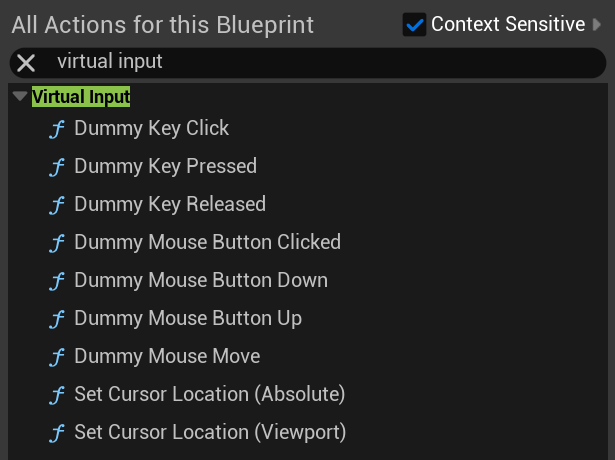 All Actions for this Blueprint
Context Sensitive
virtual input
Virtual Input
Dummy Key Click
Dummy Key Pressed
Dummy Key Released
Dummy Mouse Button Clicked
Dummy Mouse Button Down
Dummy Mouse Button Up
Dummy Mouse Move
Set Cursor Location (Absolute)
Set Cursor Location (Viewport)